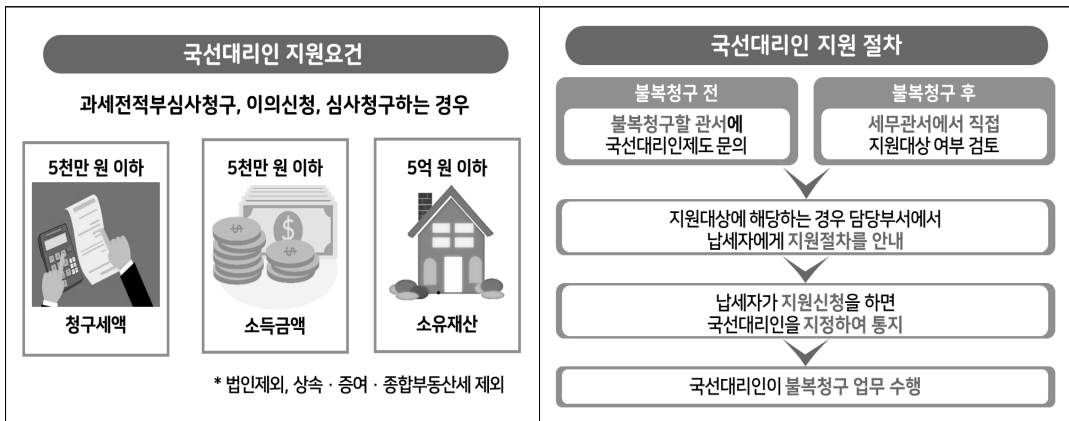 국선대리인 지원요건
과세전적부심사청구, 이의신청, 심사청구하는 경우
5천만 원 이하
청구세액
5천만 원 이하
소득금액
5억 원 이하
소유재산
* 법인제외, 상속 · 증여 · 종합부동산세 제외
국선대리인 지원 절차
불복청구 전
불복청구할 관서에
국선대리인제도 문의
불복청구 후
세무관서에서 직접
지원대상 여부 검토
지원대상에 해당하는 경우 담당부서에서
납세자에게 지원절차를 안내
납세자가 지원신청을 하면
국선대리인을 지정하여 통지
국선대리인이 불복청구 업무 수행